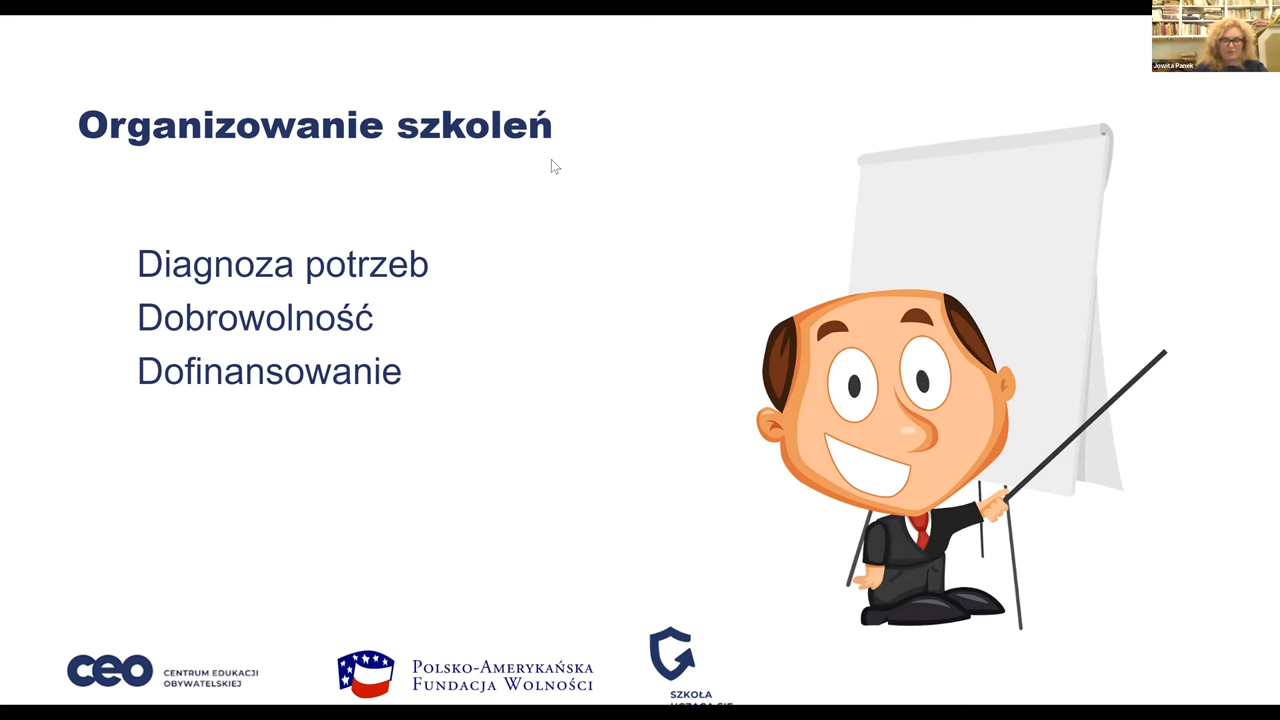 Jowita Panek
Organizowanie szkoleń
Diagnoza potrzeb
Dobrowolność
Dofinansowanie
ceo
CENTRUM EDUKACJI
OBYWATELSKIEJ
POLSKO-AMERYKAŃSKA
FUNDACJA WOLNOŚCI
SZKOŁA
UCZĄCA SIĘ